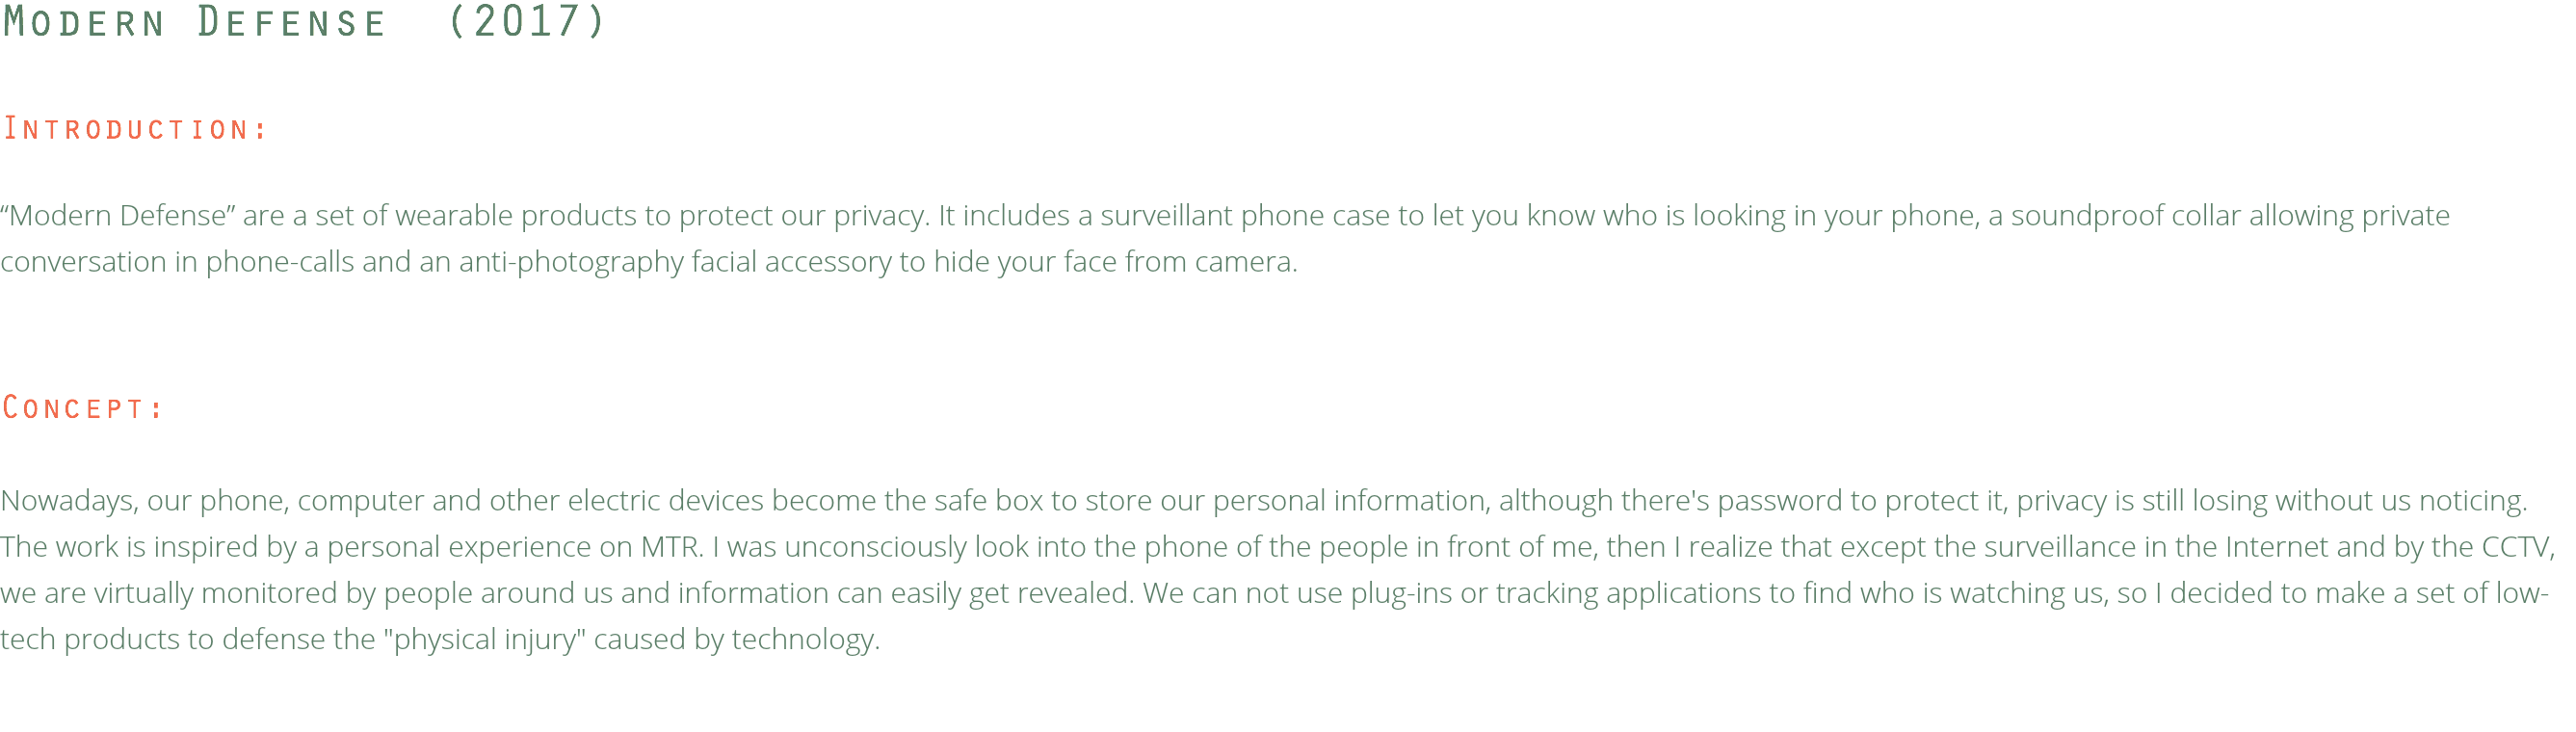 Modern Defense (2017)
Introduction:
“Modern Defense” are a set of wearable products to protect our privacy. It includes a surveillant phone case to let you know who is looking in your phone, a soundproof collar allowing private
conversation in phone-calls and an anti-photography facial accessory to hide your face from camera.
Concept:
Nowadays, our phone, computer and other electric devices become the safe box to store our personal information, although there's password to protect it, privacy is still losing without us noticing.
The work is inspired by a personal experience on MTR. I was unconsciously look into the phone of the people in front of me, then I realize that except the surveillance in the Internet and by the CCTV,
we are virtually monitored by people around us and information can easily get revealed. We can not use plug-ins or tracking applications to find who is watching us, so I decided to make a set of low-
tech products to defense the "physical injury" caused by technology.